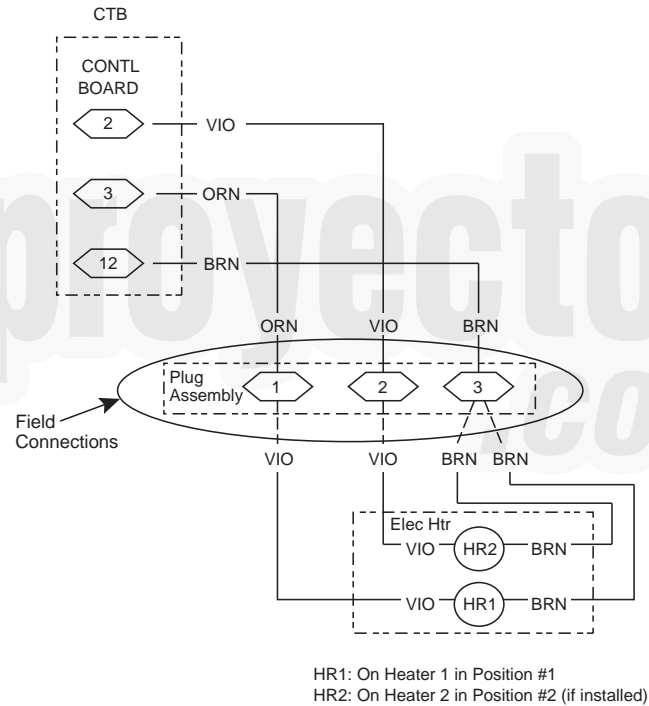 CTB
CONTL
BOARD
2
VIO
3
ORN
12
BRN
ORN VIO BRN
Plug
Assembly
1 2 3
Field
Connections
VIO VIO BRN BRN
Elec Htr
VIO HR2 BRN
VIO HR1 BRN
HR1: On Heater 1 in Position #1
HR2: On Heater 2 in Position #2 (if installed)
proyecto
.co